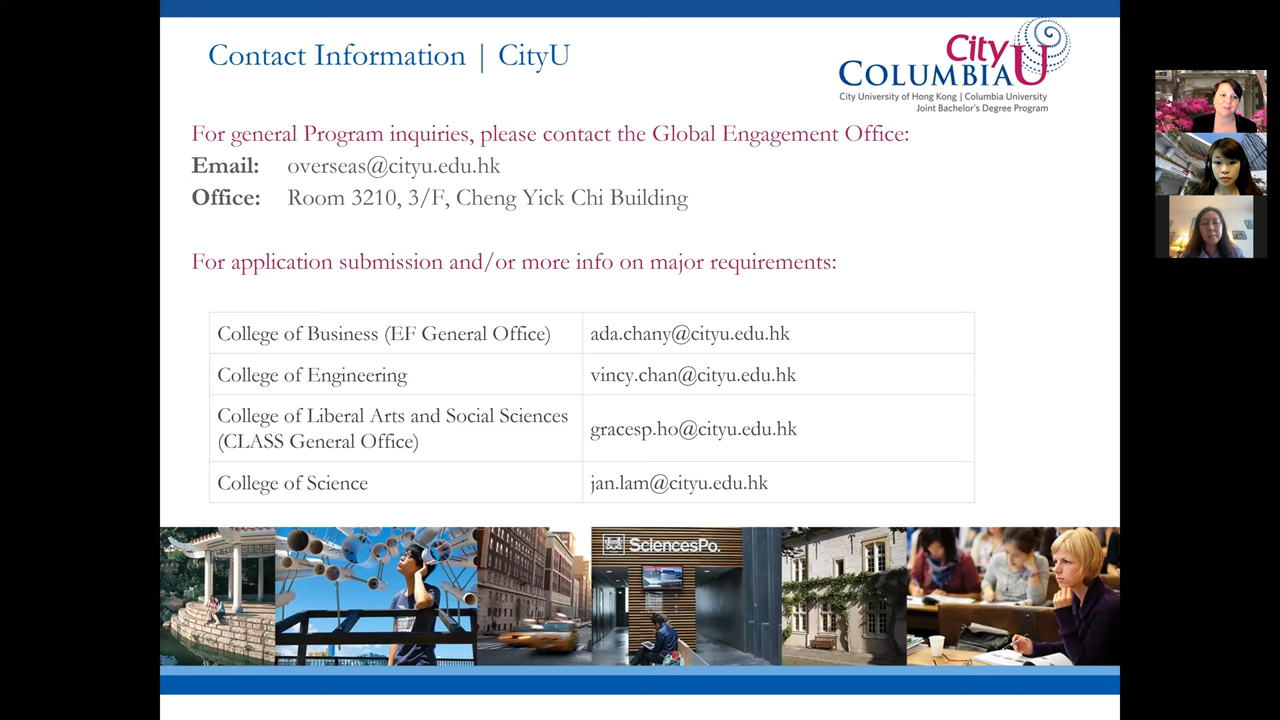 Contact Information | CityU
City U
COLUMBIA
City University of Hong Kong | Columbia University
Joint Bachelor's Degree Program
For general Program inquiries, please contact the Global Engagement Office:
Email: overseas@cityu.edu.hk
Office: Room 3210, 3/F, Cheng Yick Chi Building
For application submission and/or more info on major requirements:
College of Business (EF General Office) ada.chany@cityu.edu.hk
College of Engineering vincy.chan@cityu.edu.hk
College of Liberal Arts and Social Sciences
(CLASS General Office) gracesp.ho@cityu.edu.hk
College of Science jan.lam@cityu.edu.hk
SciencesPo.